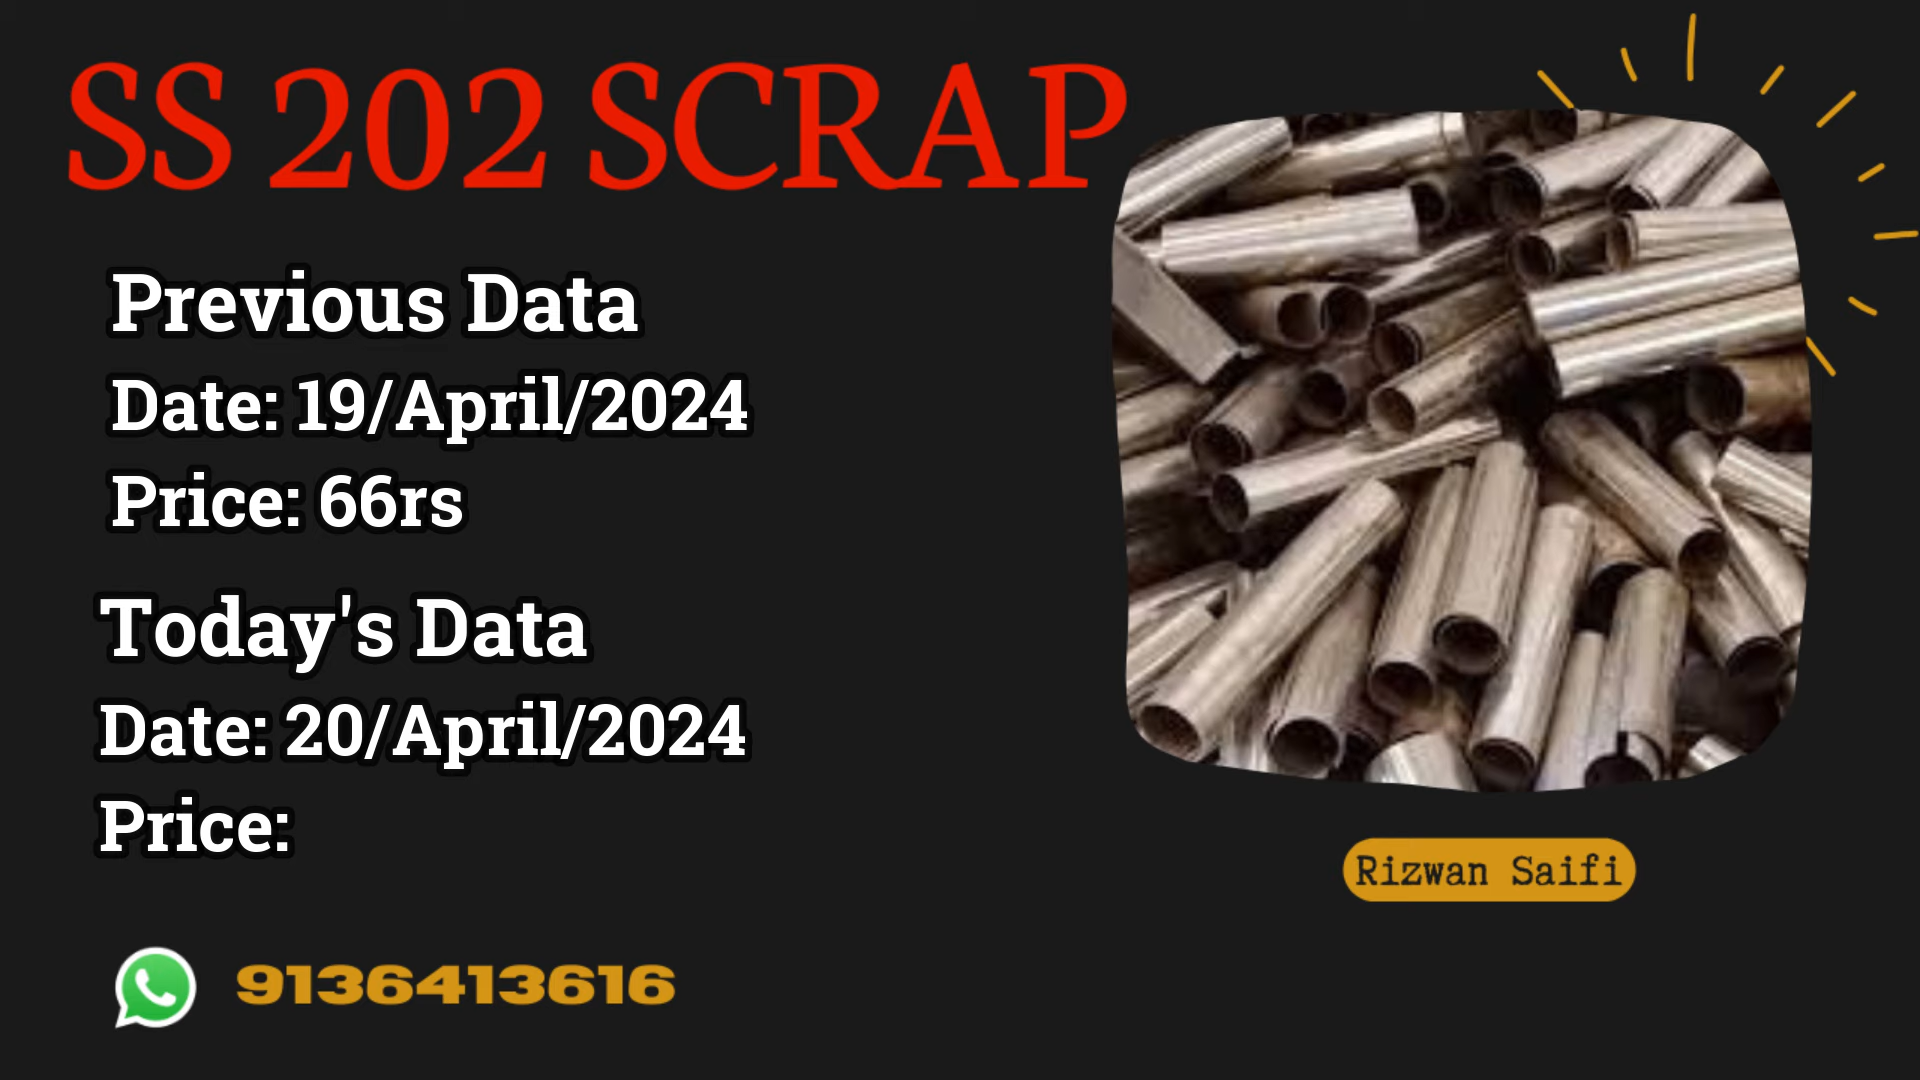 SS 202 SCRAP
Previous Data
Date: 19/April/2024
Price: 66rs
Today's Data
Date: 20/April/2024
Price:
Rizwan Saifi
9136413616